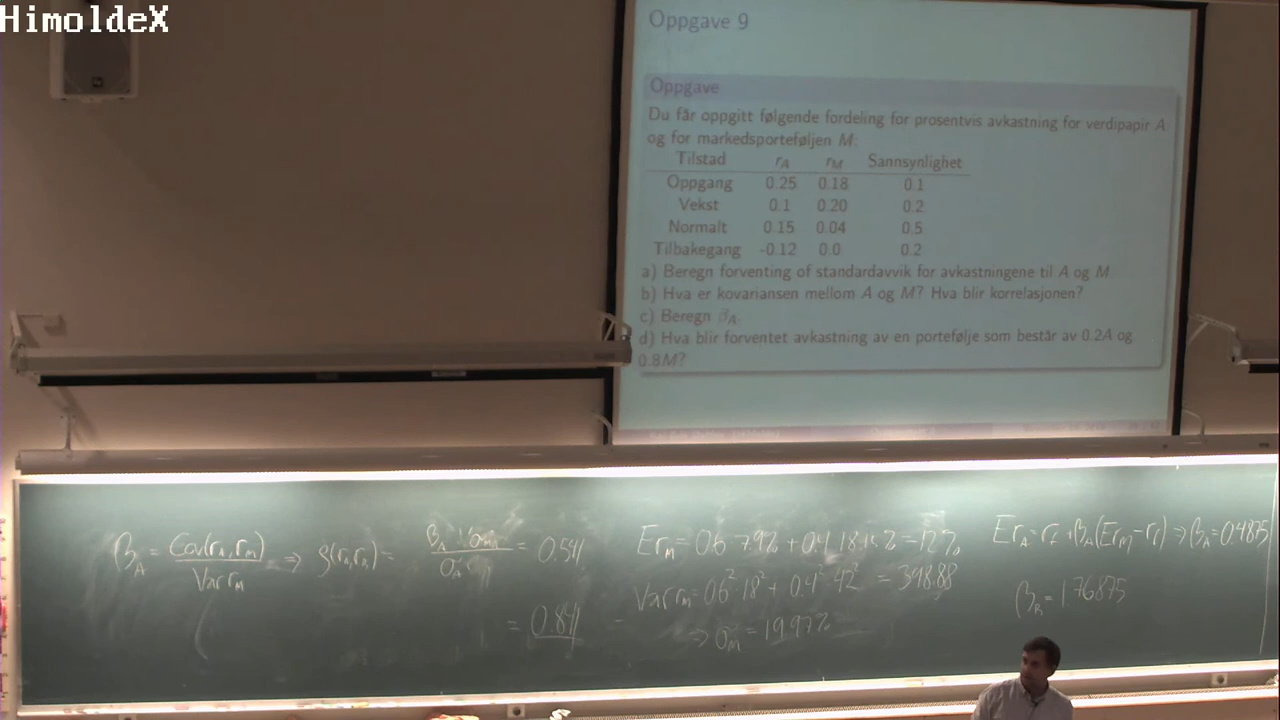 HimoldeX
Oppgave 9
Oppgave
Du får oppgitt følgende fordeling for prosentvis avkastning for verdipapir A
og for markedsporteføljen M:
Tilstad r_A r_M Sannsynlighet
Oppgang 0.25 0.18 0.1
Vekst 0.1 0.20 0.2
Normalt 0.15 0.04 0.5
Tilbakegang -0.12 0.0 0.2
a) Beregn forventing of standardavvik for avkastningene til A og M
b) Hva er kovariansen mellom A og M? Hva blir korrelasjonen?
c) Beregn β_A.
d) Hva blir forventet avkastning av en portefølje som består av 0.2A og
0.8M?
β_A = Cov(r_A, r_M) / Var r_M ⇒
= 0.541
= 0.841
Er_M = 0.6 · 7.9% + 0.4 · = 12%
Var r_M = 0.6² · 18² + 0.4² · 42² = 398.88
⇒ σ_M = 19.97%
Er_A = r_f + β_A(Er_M − r_f) ⇒ β_A = 0.4875
= 1.76875